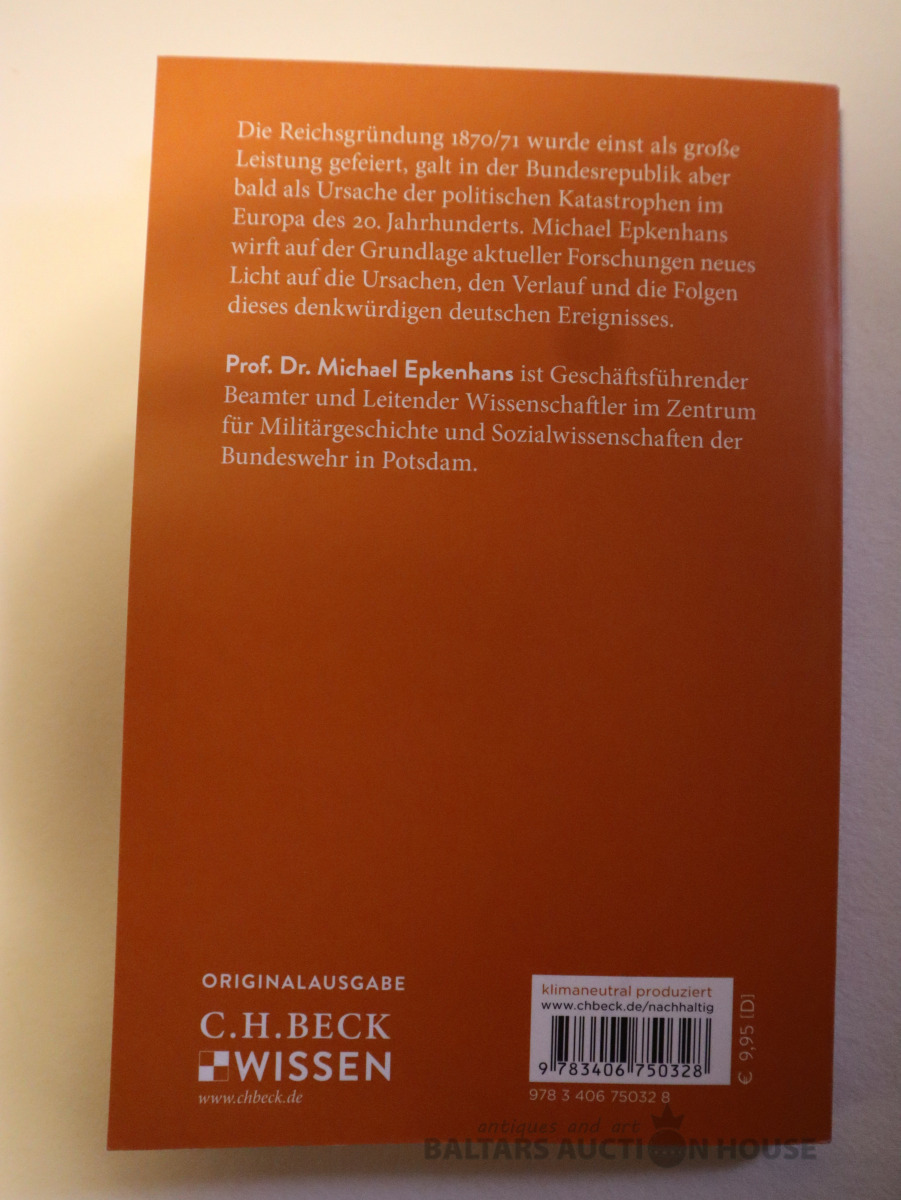 Die Reichsgründung 1870/71 wurde einst als große
Leistung gefeiert, galt in der Bundesrepublik aber
bald als Ursache der politischen Katastrophen im
Europa des 20. Jahrhunderts. Michael Epkenhans
wirft auf der Grundlage aktueller Forschungen neues
Licht auf die Ursachen, den Verlauf und die Folgen
dieses denkwürdigen deutschen Ereignisses.
Prof. Dr. Michael Epkenhans ist Geschäftsführender
Beamter und Leitender Wissenschaftler im Zentrum
für Militärgeschichte und Sozialwissenschaften der
Bundeswehr in Potsdam.
ORIGINALAUSGABE
C.H.BECK
WISSEN
www.chbeck.de
klimaneutral produziert
www.chbeck.de/nachhaltig
9 783406 750328
978 3 406 75032 8
€ 9,95 [D]
antiques and art
BALTARS AUCTION HOUSE